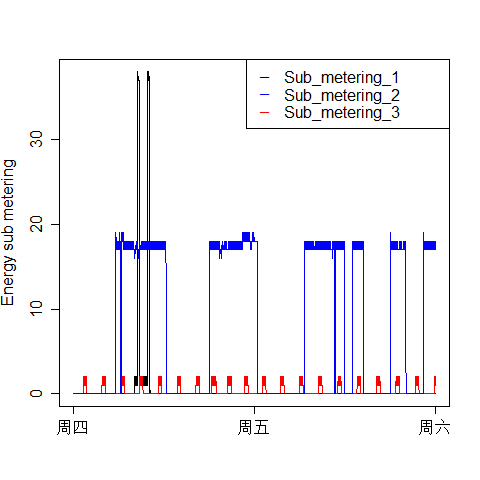 Sub_metering_1
Sub_metering_2
Sub_metering_3
Energy sub metering
30
20
10
0
周四 周五 周六